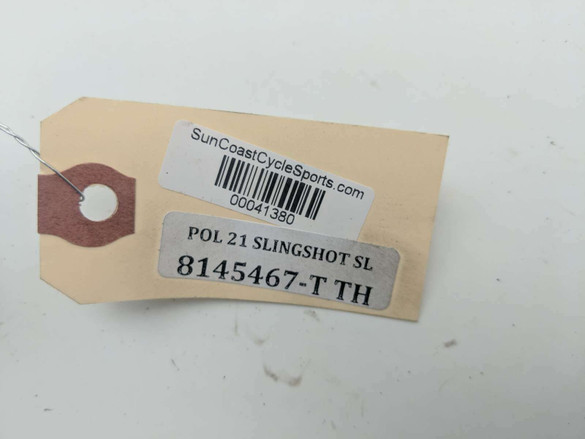 SunCoastCycleSports.com
00041380
POL 21 SLINGSHOT SL
8145467-T TH